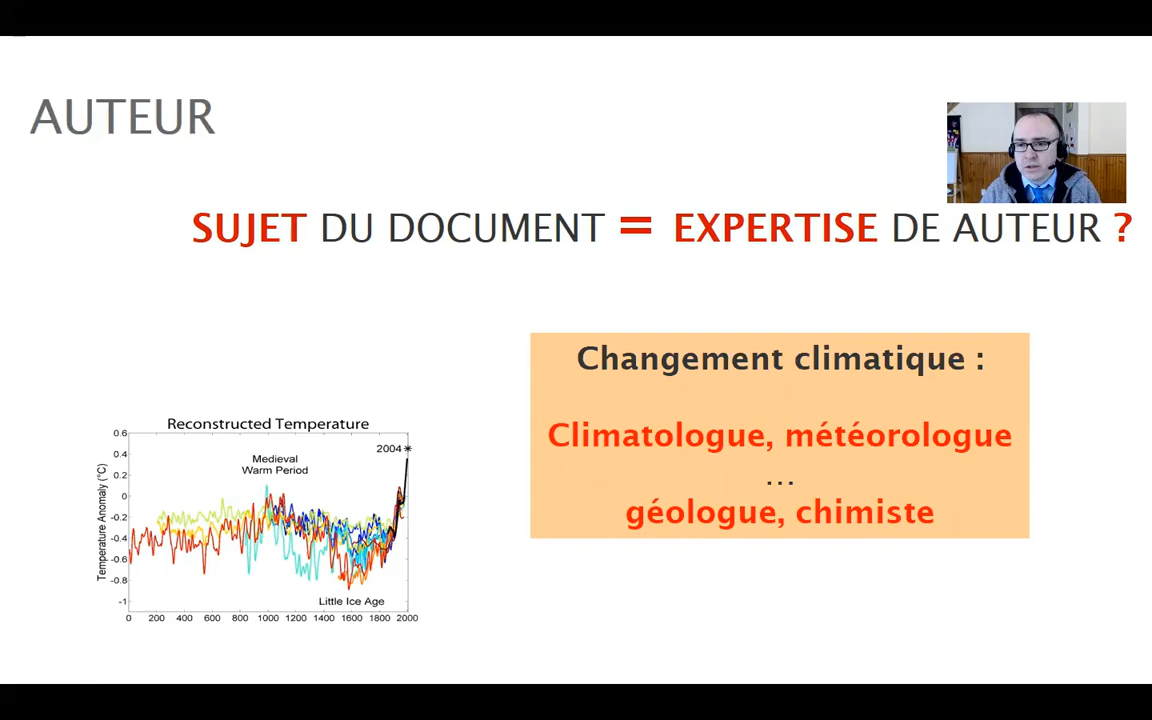 AUTEUR
SUJET DU DOCUMENT = EXPERTISE DE AUTEUR ?
Changement climatique :
Climatologue, météorologue
...
géologue, chimiste
Reconstructed Temperature
Temperature Anomaly (°C)
0.6
0.4
0.2
0
-0.2
-0.4
-0.6
-0.8
-1
2004 *
Medieval
Warm Period
Little Ice Age
0 200 400 600 800 1000 1200 1400 1600 1800 2000